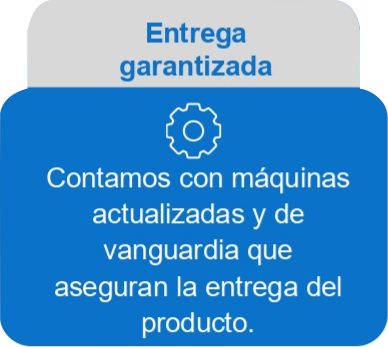 Entrega
garantizada
Contamos con máquinas
actualizadas y de
vanguardia que
aseguran la entrega del
producto.